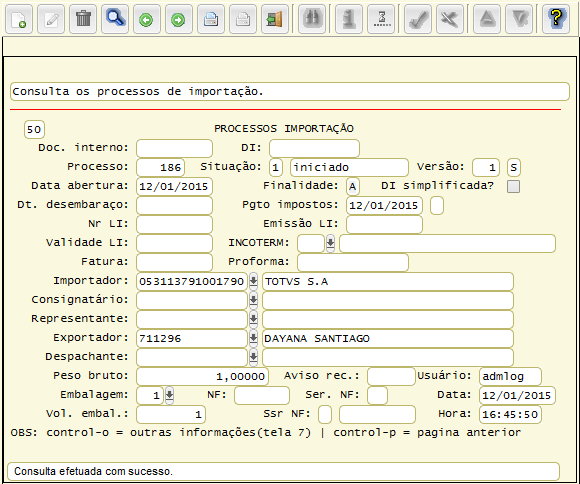 Consulta os processos de importação.
50 PROCESSOS IMPORTAÇÃO
Doc. interno: DI:
Processo: 186 Situação: 1 iniciado Versão: 1 S
Data abertura: 12/01/2015 Finalidade: A DI simplificada?
Dt. desembaraço: Pgto impostos: 12/01/2015
Nr LI: Emissão LI:
Validade LI: INCOTERM:
Fatura: Proforma:
Importador: 053113791001790 TOTVS S.A
Consignatário:
Representante:
Exportador: 711296 DAYANA SANTIAGO
Despachante:
Peso bruto: 1,00000 Aviso rec.: Usuário: admlog
Embalagem: 1 NF: Ser. NF: Data: 12/01/2015
Vol. embal.: 1 Ssr NF: Hora: 16:45:50
OBS: control-o = outras informações(tela 7) | control-p = pagina anterior
Consulta efetuada com sucesso.